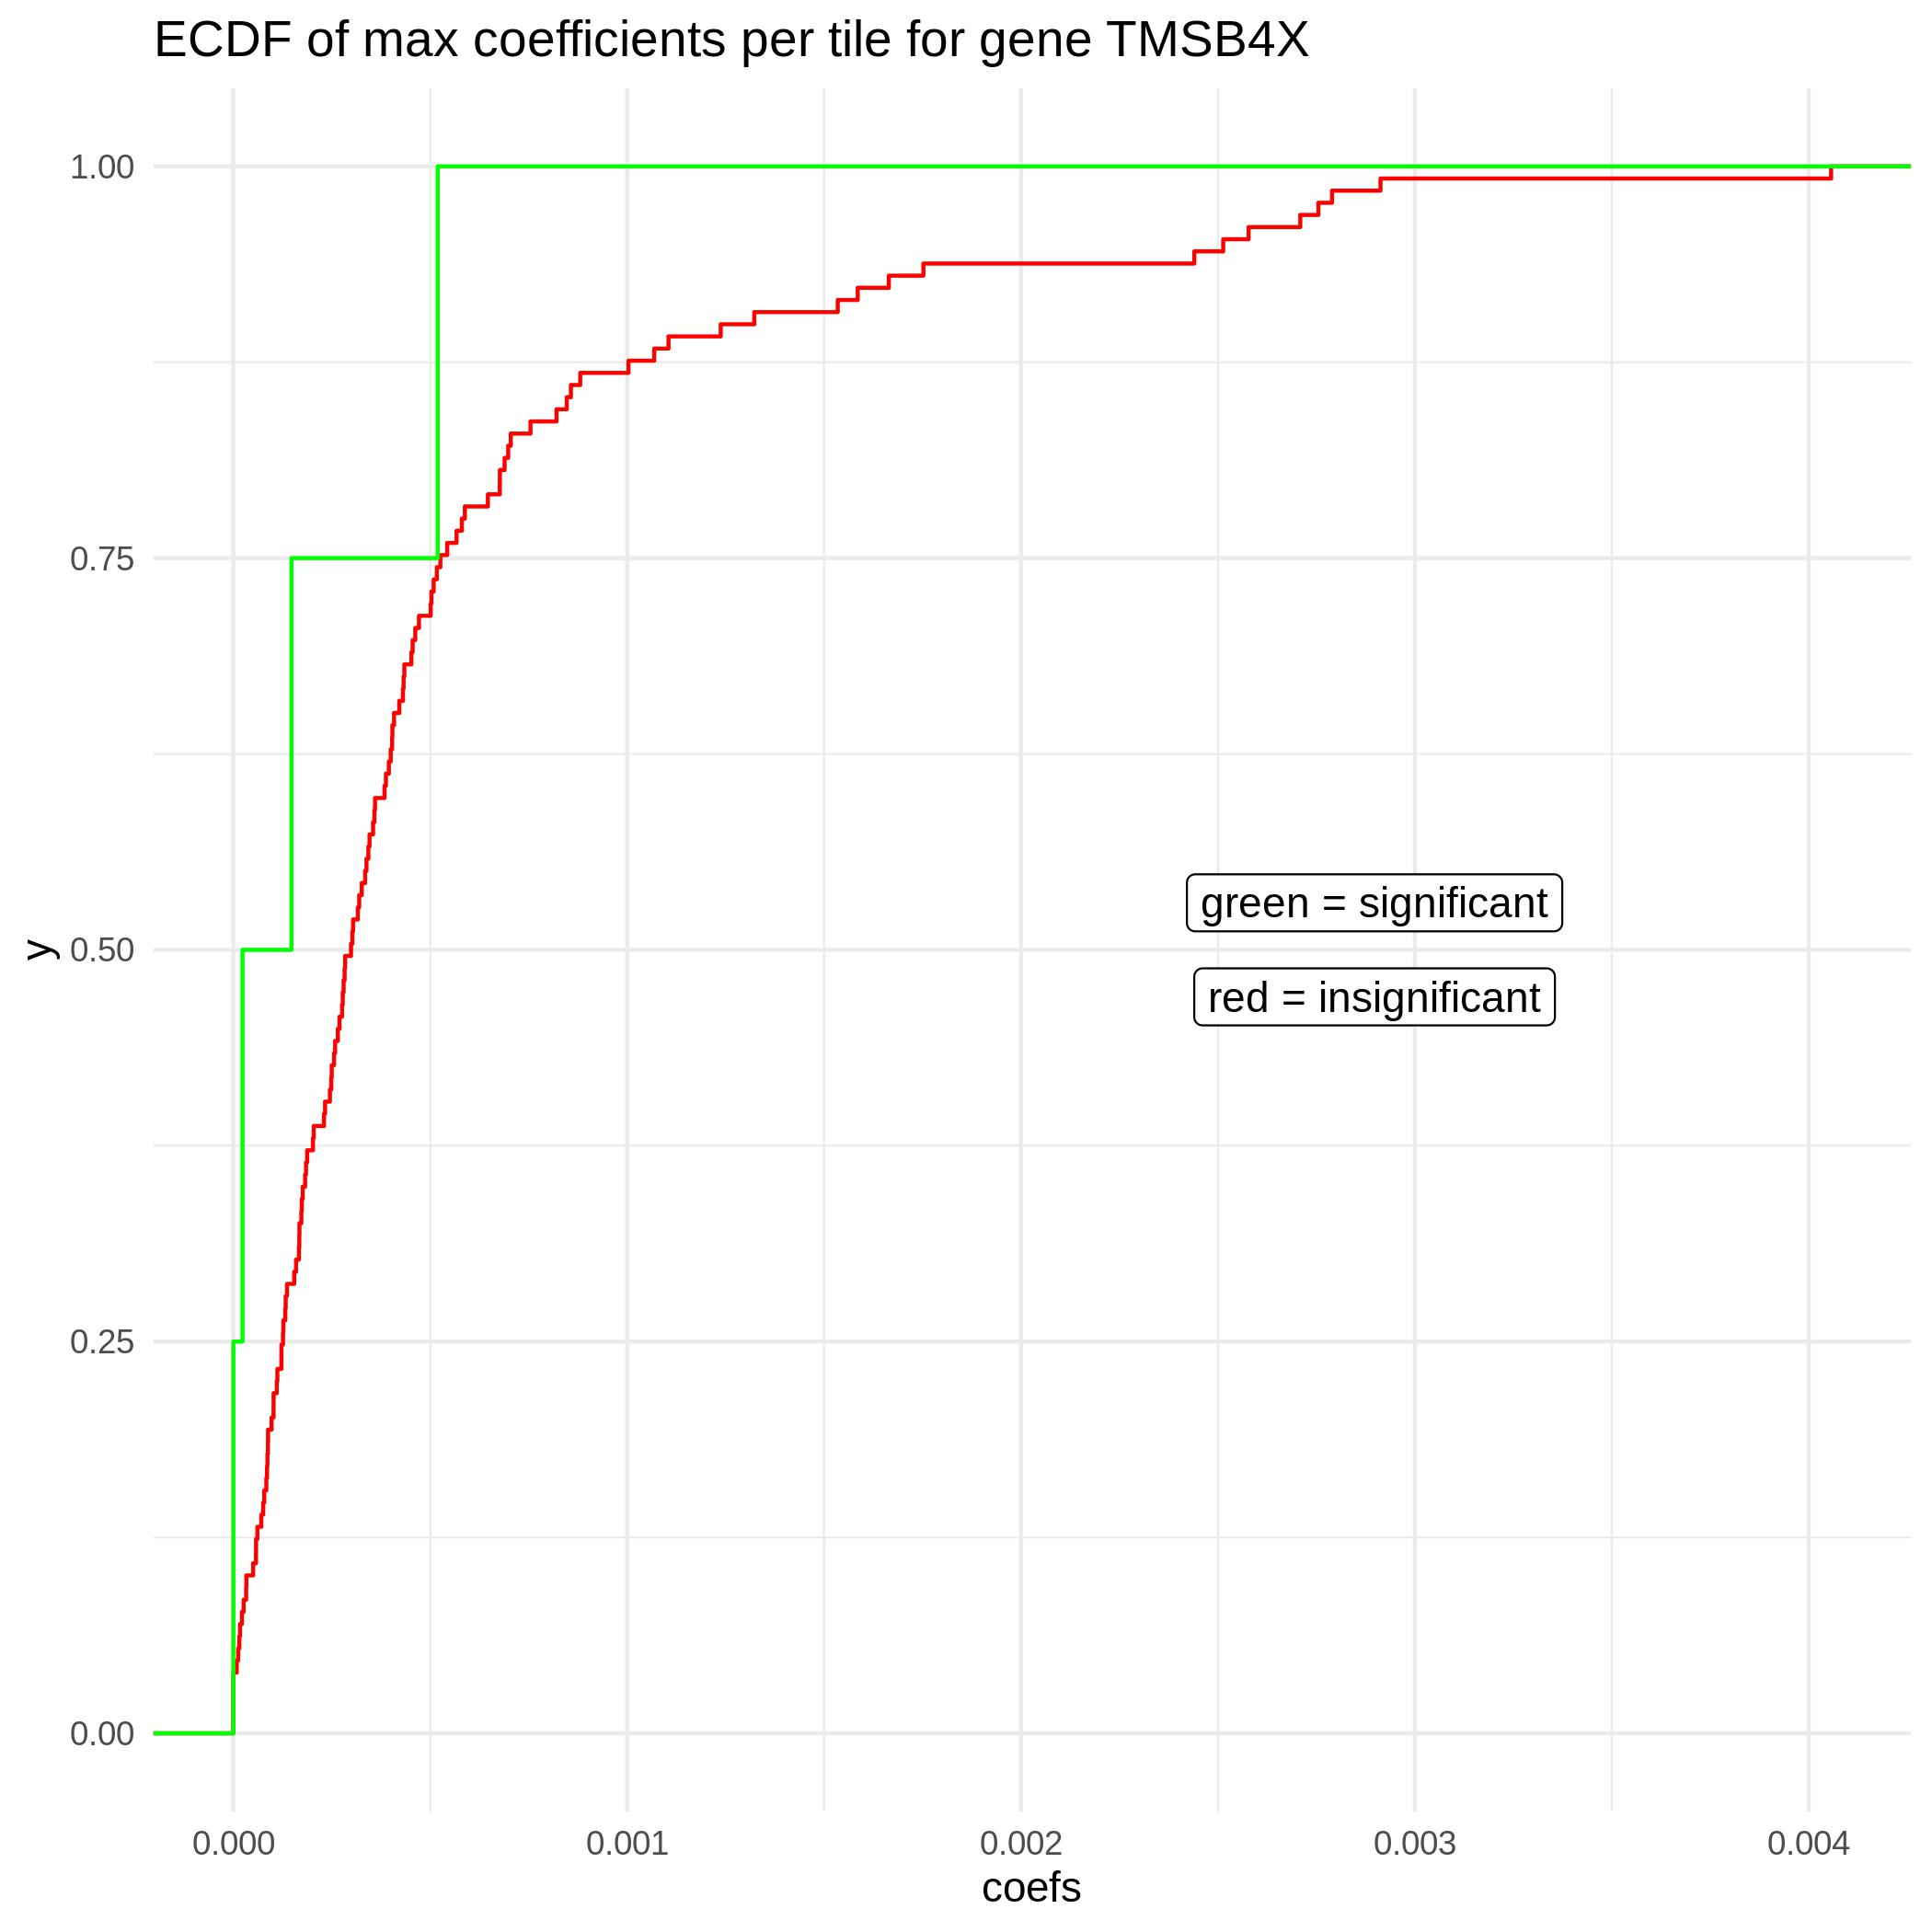 ECDF of max coefficients per tile for gene TMSB4X
1.00
0.75
0.50
0.25
0.00
y
green = significant
red = insignificant
0.000 0.001 0.002 0.003 0.004
coefs